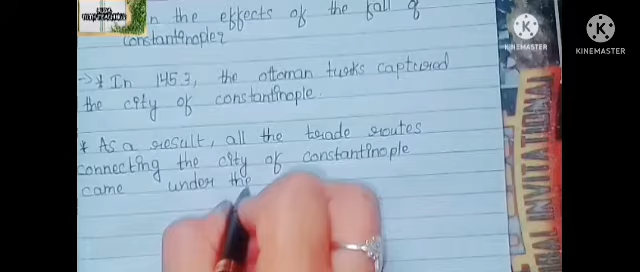 n the effects of the fall of
constantinople?
→ * In 1453, the ottoman turks captured
the city of constantinople.
* As a result, all the trade routes
connecting the city of constantinople
came under the
KINEMASTER
KINEMASTER
INVITATIONAL